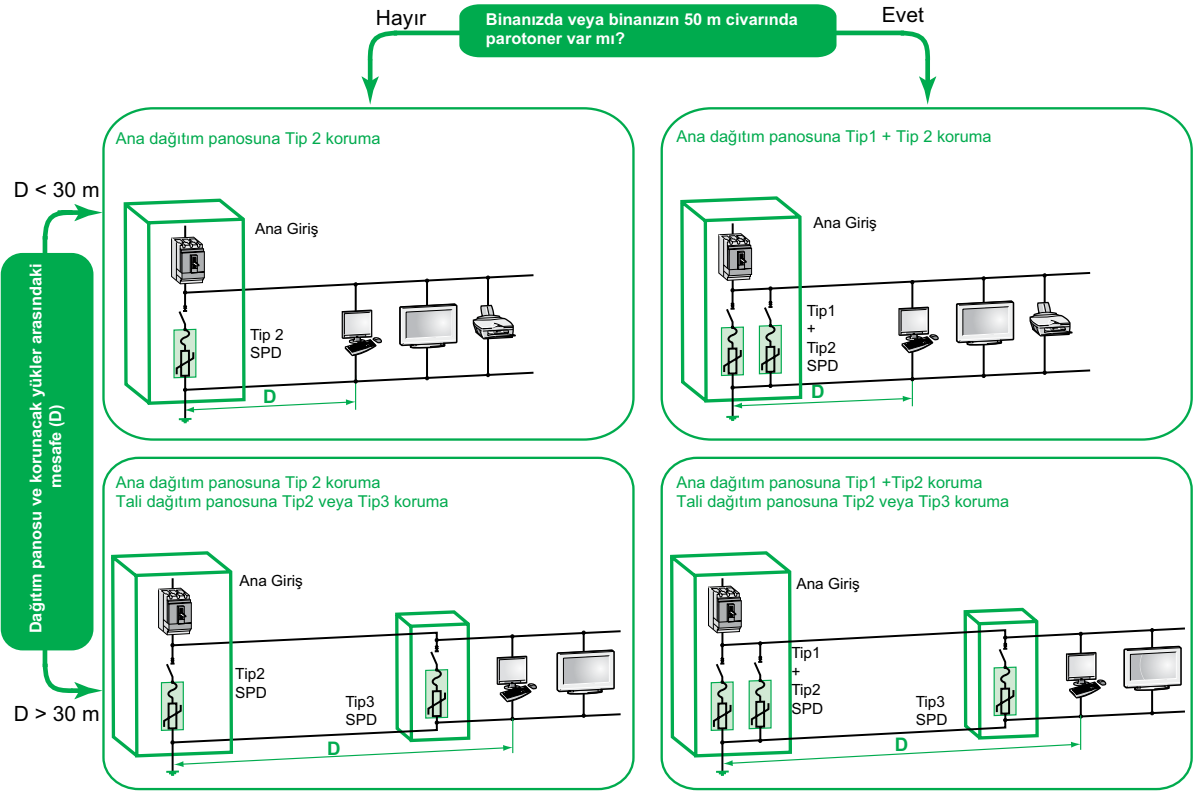 Hayır
Binanızda veya binanızın 50 m civarında
parotoner var mı?
Evet
Dağıtım panosu ve korunacak yükler arasındaki
mesafe (D)
D < 30 m
Ana dağıtım panosuna Tip 2 koruma
Ana Giriş
Tip 2
SPD
D
Ana dağıtım panosuna Tip1 + Tip 2 koruma
Ana Giriş
Tip1
+
Tip2
SPD
D
D > 30 m
Ana dağıtım panosuna Tip 2 koruma
Tali dağıtım panosuna Tip2 veya Tip3 koruma
Ana Giriş
Tip2
SPD
Tip3
SPD
D
Ana dağıtım panosuna Tip1 +Tip2 koruma
Tali dağıtım panosuna Tip2 veya Tip3 koruma
Ana Giriş
Tip1
+
Tip2
SPD
Tip3
SPD
D